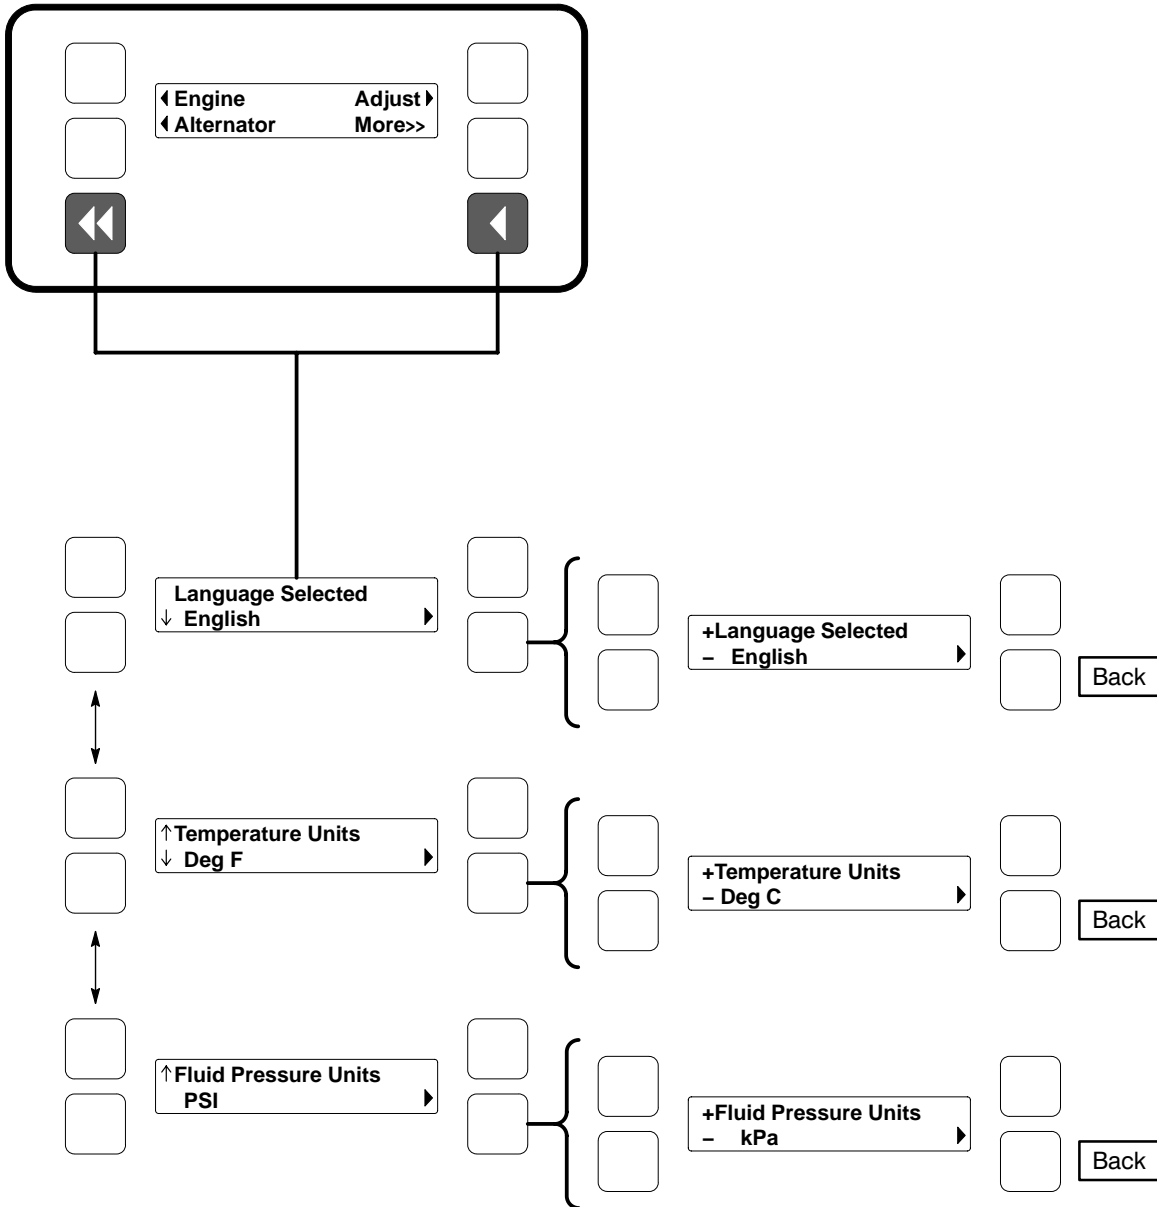 Engine Adjust
Alternator More>>
Language Selected
↓ English
+Language Selected
– English
Back
↑Temperature Units
↓ Deg F
+Temperature Units
– Deg C
Back
↑Fluid Pressure Units
PSI
+Fluid Pressure Units
– kPa
Back